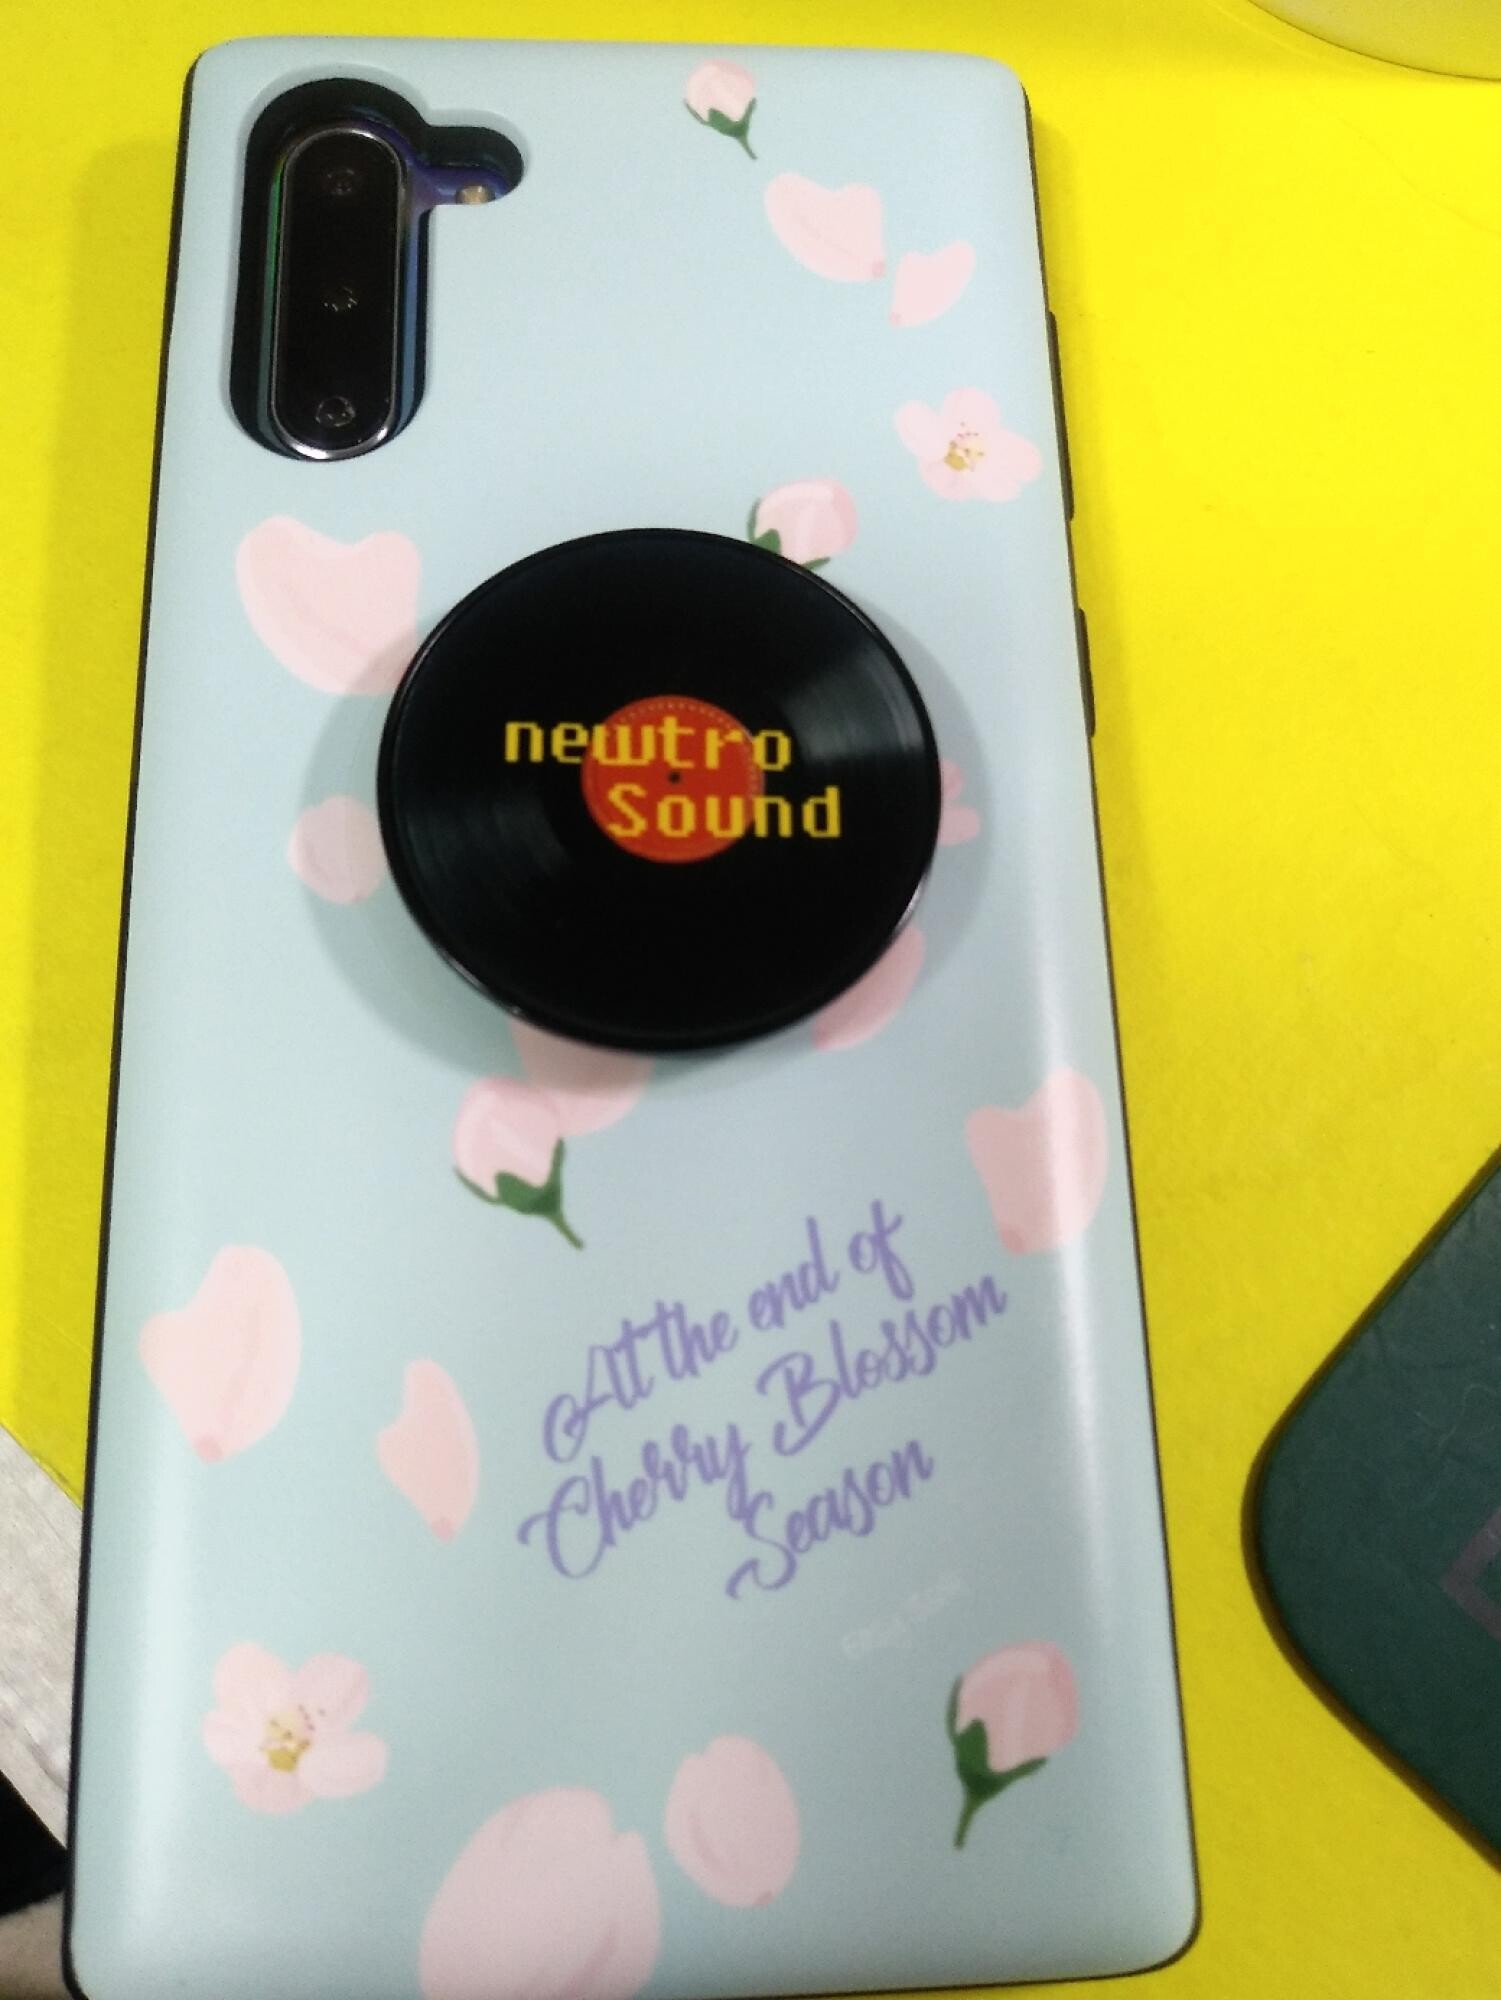 newtro
Sound
At the end of
Cherry Blossom
Season